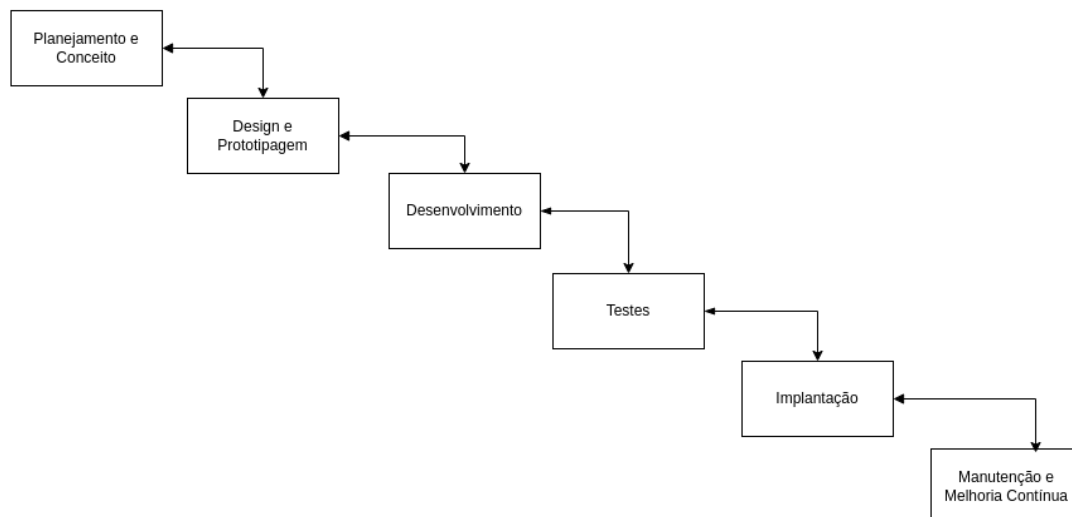 Planejamento e
Conceito
Design e
Prototipagem
Desenvolvimento
Testes
Implantação
Manutenção e
Melhoria Contínua